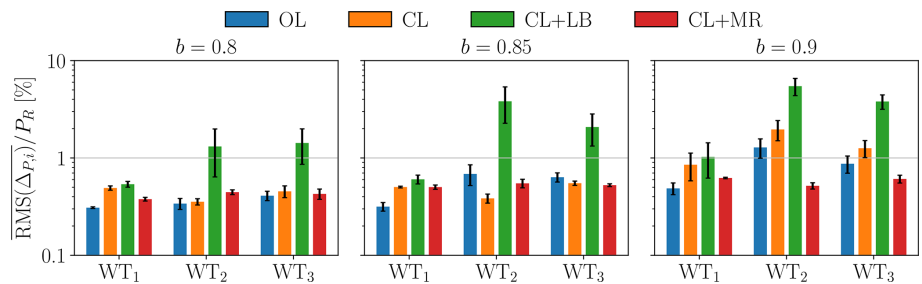 OL CL CL+LB CL+MR
b = 0.8 b = 0.85 b = 0.9
RMS(Δ_{P,i})/P_R [%]
10
1
0.1
WT₁ WT₂ WT₃ WT₁ WT₂ WT₃ WT₁ WT₂ WT₃